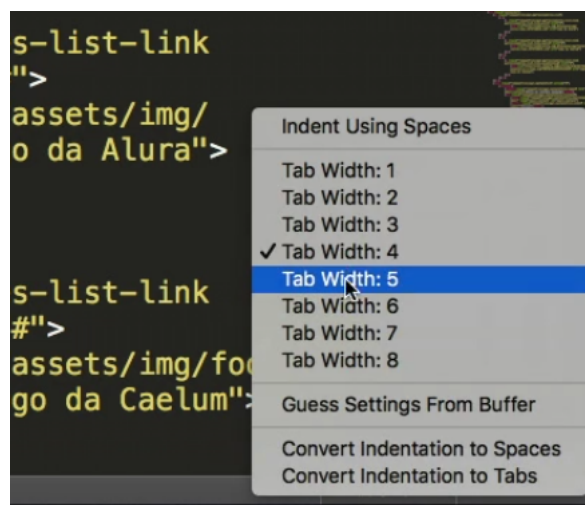 s-list-link
">
assets/img/
o da Alura">
s-list-link
#">
assets/img/foo
go da Caelum">
Indent Using Spaces
Tab Width: 1
Tab Width: 2
Tab Width: 3
✓ Tab Width: 4
Tab Width: 5
Tab Width: 6
Tab Width: 7
Tab Width: 8
Guess Settings From Buffer
Convert Indentation to Spaces
Convert Indentation to Tabs